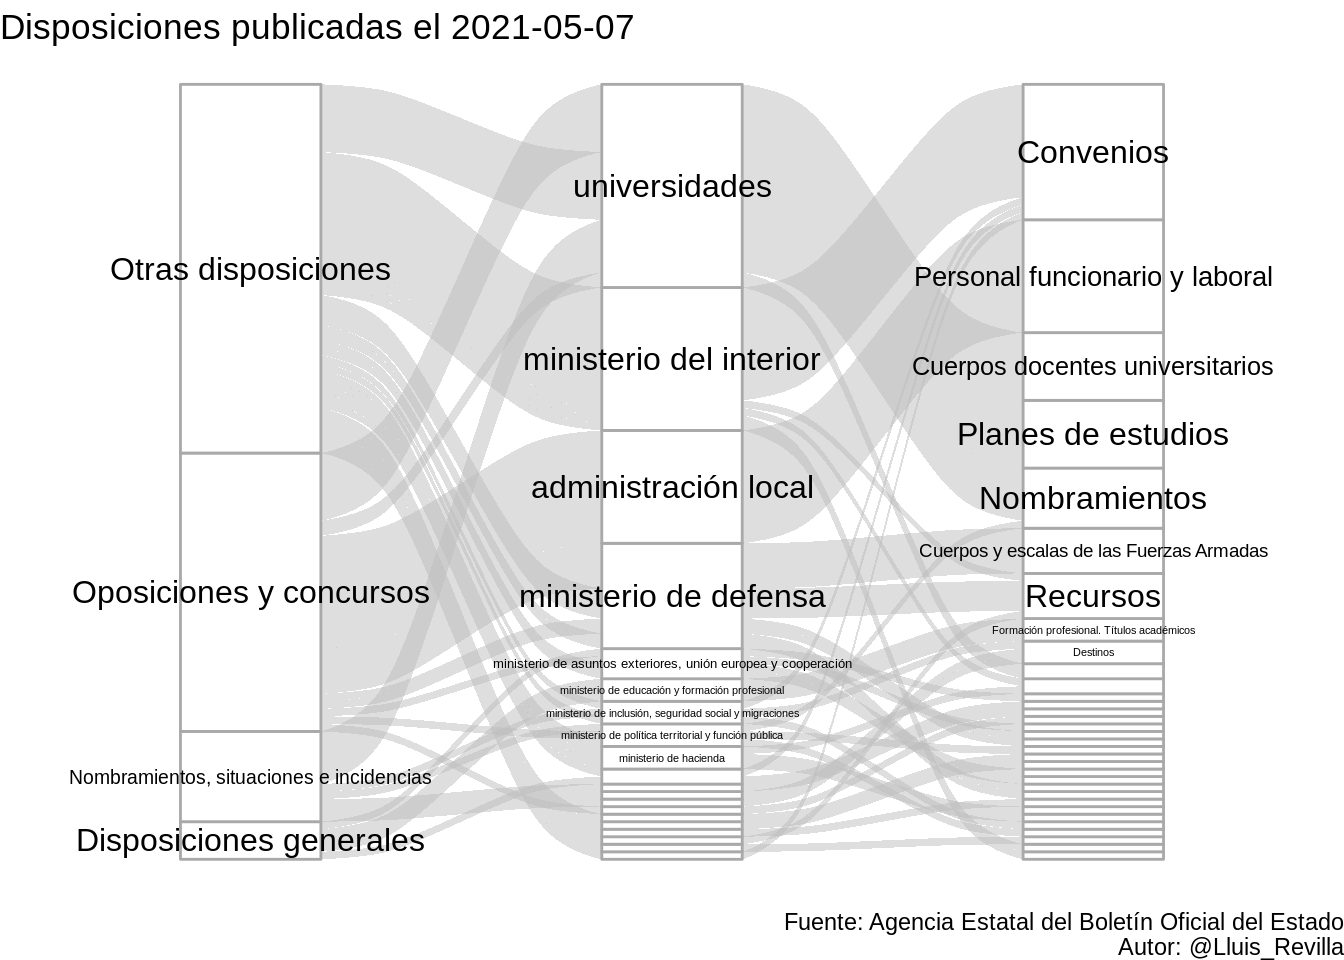 Disposiciones publicadas el 2021-05-07
Otras disposiciones
Oposiciones y concursos
Nombramientos, situaciones e incidencias
Disposiciones generales
universidades
ministerio del interior
administración local
ministerio de defensa
ministerio de asuntos exteriores, unión europea y cooperación
ministerio de educación y formación profesional
ministerio de inclusión, seguridad social y migraciones
ministerio de política territorial y función pública
ministerio de hacienda
Convenios
Personal funcionario y laboral
Cuerpos docentes universitarios
Planes de estudios
Nombramientos
Cuerpos y escalas de las Fuerzas Armadas
Recursos
Formación profesional. Títulos académicos
Destinos
Fuente: Agencia Estatal del Boletín Oficial del Estado
Autor: @Lluis_Revilla